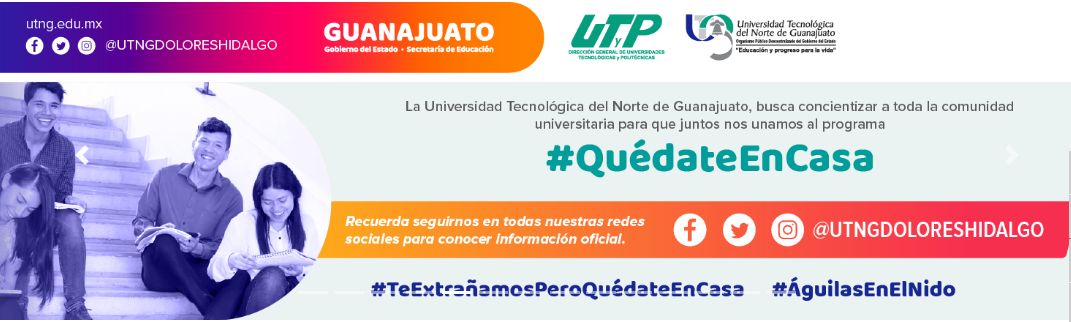 utng.edu.mx
@UTNGDOLORESHIDALGO
GUANAJUATO
Gobierno del Estado • Secretaría de Educación
UTyP
DIRECCIÓN GENERAL DE UNIVERSIDADES
TECNOLÓGICAS y POLITÉCNICAS
Universidad Tecnológica
del Norte de Guanajuato
Organismo Público Descentralizado del Gobierno del Estado
"Educación y progreso para la vida"
La Universidad Tecnológica del Norte de Guanajuato, busca concientizar a toda la comunidad
universitaria para que juntos nos unamos al programa
#QuédateEnCasa
Recuerda seguirnos en todas nuestras redes
sociales para conocer información oficial.
@UTNGDOLORESHIDALGO
#TeExtrañamosPeroQuédateEnCasa #ÁguilasEnElNido